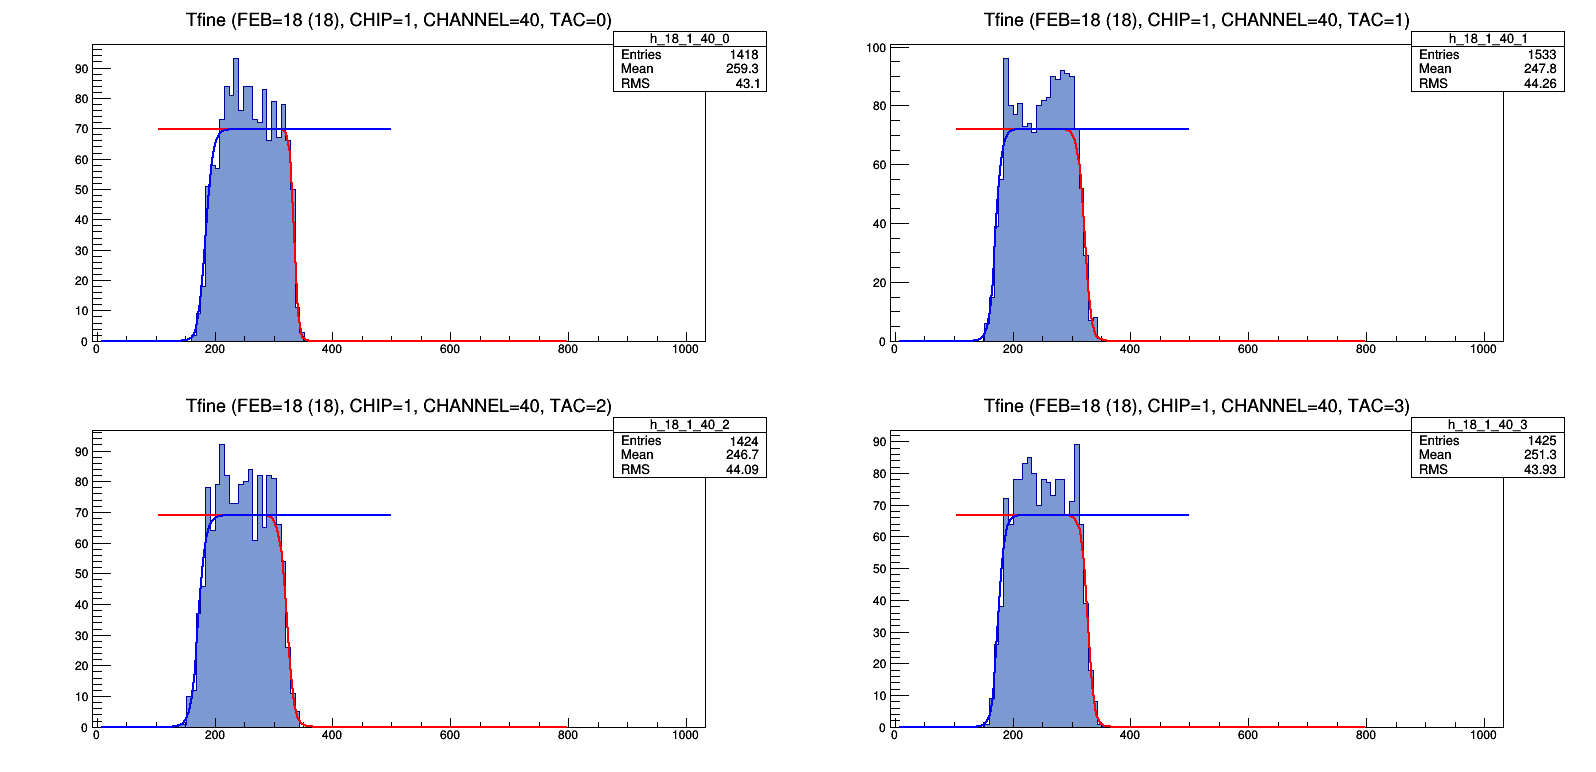 Tfine (FEB=18 (18), CHIP=1, CHANNEL=40, TAC=0)
h_18_1_40_0
Entries 1418
Mean 259.3
RMS 43.1
90
80
70
60
50
40
30
20
10
0
0 200 400 600 800 1000
Tfine (FEB=18 (18), CHIP=1, CHANNEL=40, TAC=1)
h_18_1_40_1
Entries 1533
Mean 247.8
RMS 44.26
100
80
60
40
20
0
0 200 400 600 800 1000
Tfine (FEB=18 (18), CHIP=1, CHANNEL=40, TAC=2)
h_18_1_40_2
Entries 1424
Mean 246.7
RMS 44.09
90
80
70
60
50
40
30
20
10
0
0 200 400 600 800 1000
Tfine (FEB=18 (18), CHIP=1, CHANNEL=40, TAC=3)
h_18_1_40_3
Entries 1425
Mean 251.3
RMS 43.93
90
80
70
60
50
40
30
20
10
0
0 200 400 600 800 1000